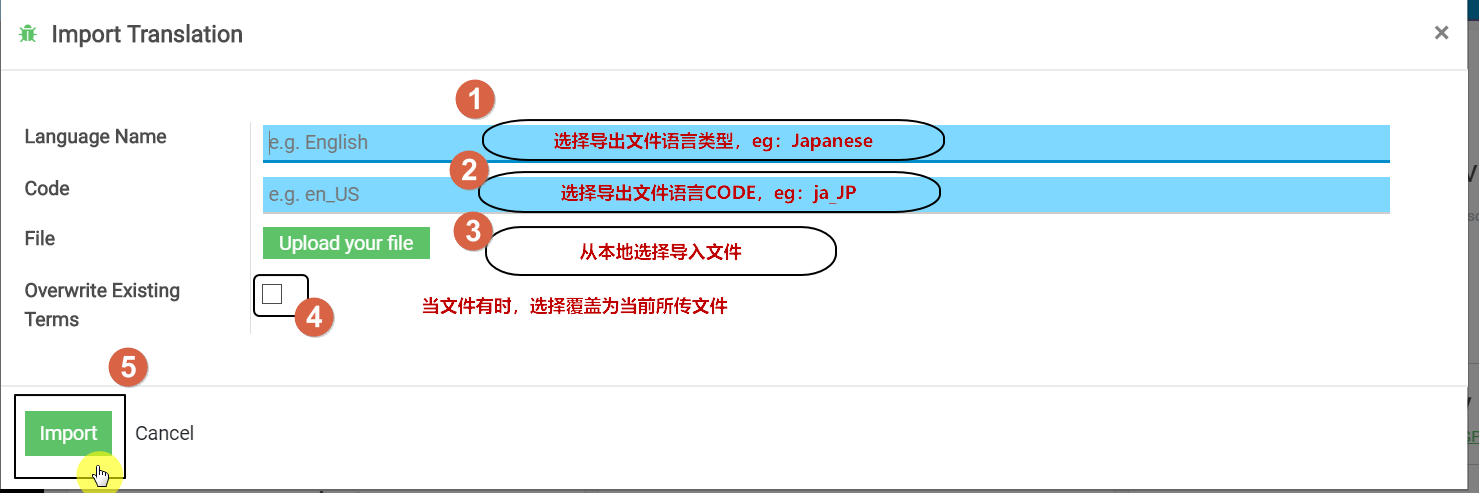 Import Translation ×
1
Language Name e.g. English 选择导出文件语言类型，eg：Japanese
2
Code e.g. en_US 选择导出文件语言CODE，eg：ja_JP
3
File Upload your file 从本地选择导入文件
Overwrite Existing
Terms
4 当文件有时，选择覆盖为当前所传文件
5
Import Cancel